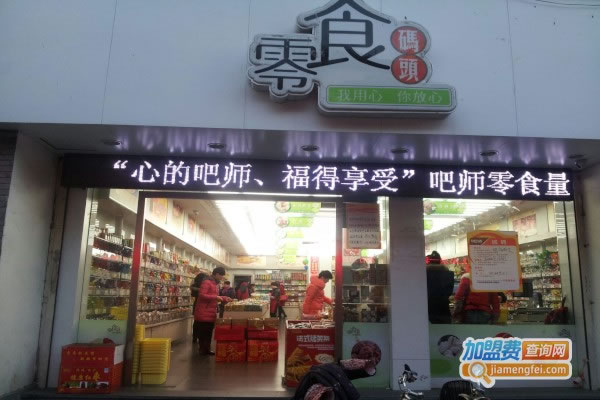 零食
碼頭
我用心 你放心
“心的吧师、福得享受”吧师零食量
加盟费查询网
jiamengfei.com